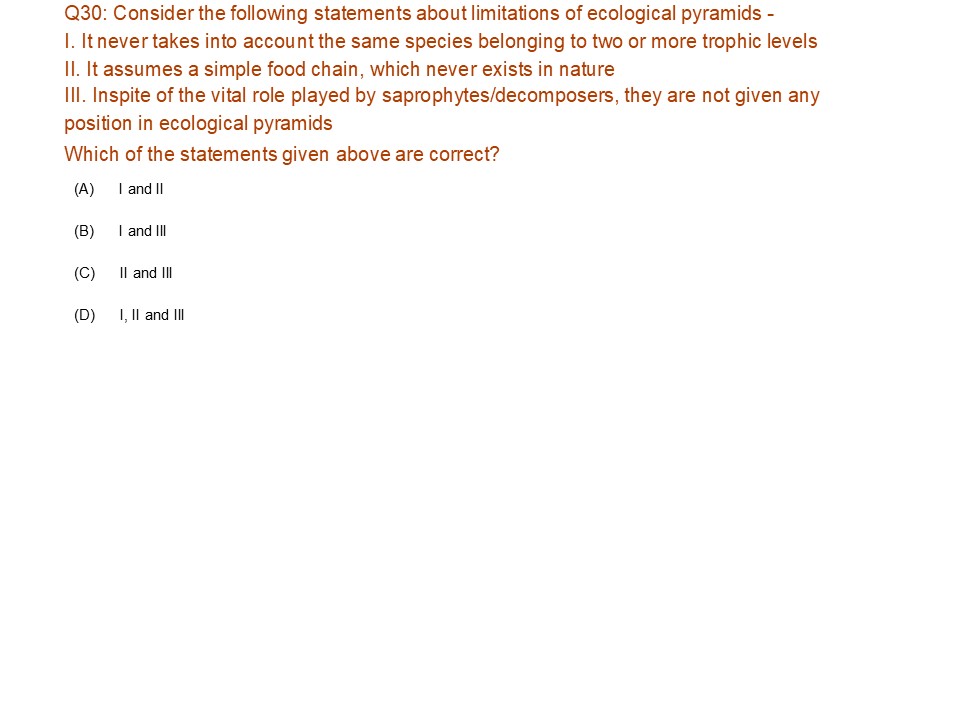 Q30: Consider the following statements about limitations of ecological pyramids -
I. It never takes into account the same species belonging to two or more trophic levels
II. It assumes a simple food chain, which never exists in nature
III. Inspite of the vital role played by saprophytes/decomposers, they are not given any
position in ecological pyramids
Which of the statements given above are correct?
(A) I and II
(B) I and III
(C) II and III
(D) I, II and III